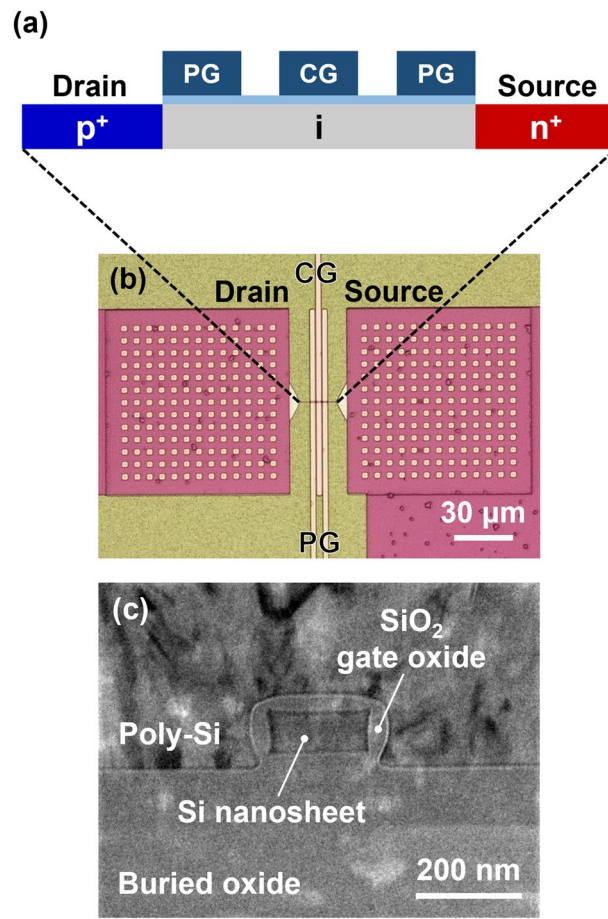 (a)
PG CG PG
Drain Source
p⁺ i n⁺
(b)
CG
Drain Source
PG
30 µm
(c)
SiO₂
gate oxide
Poly-Si
Si nanosheet
Buried oxide
200 nm